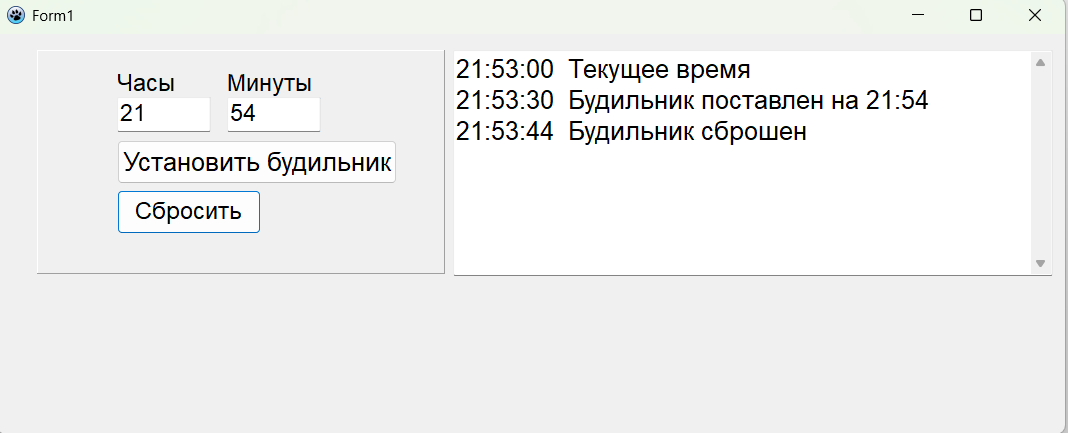 Form1
Часы Минуты
21 54
Установить будильник
Сбросить
21:53:00 Текущее время
21:53:30 Будильник поставлен на 21:54
21:53:44 Будильник сброшен